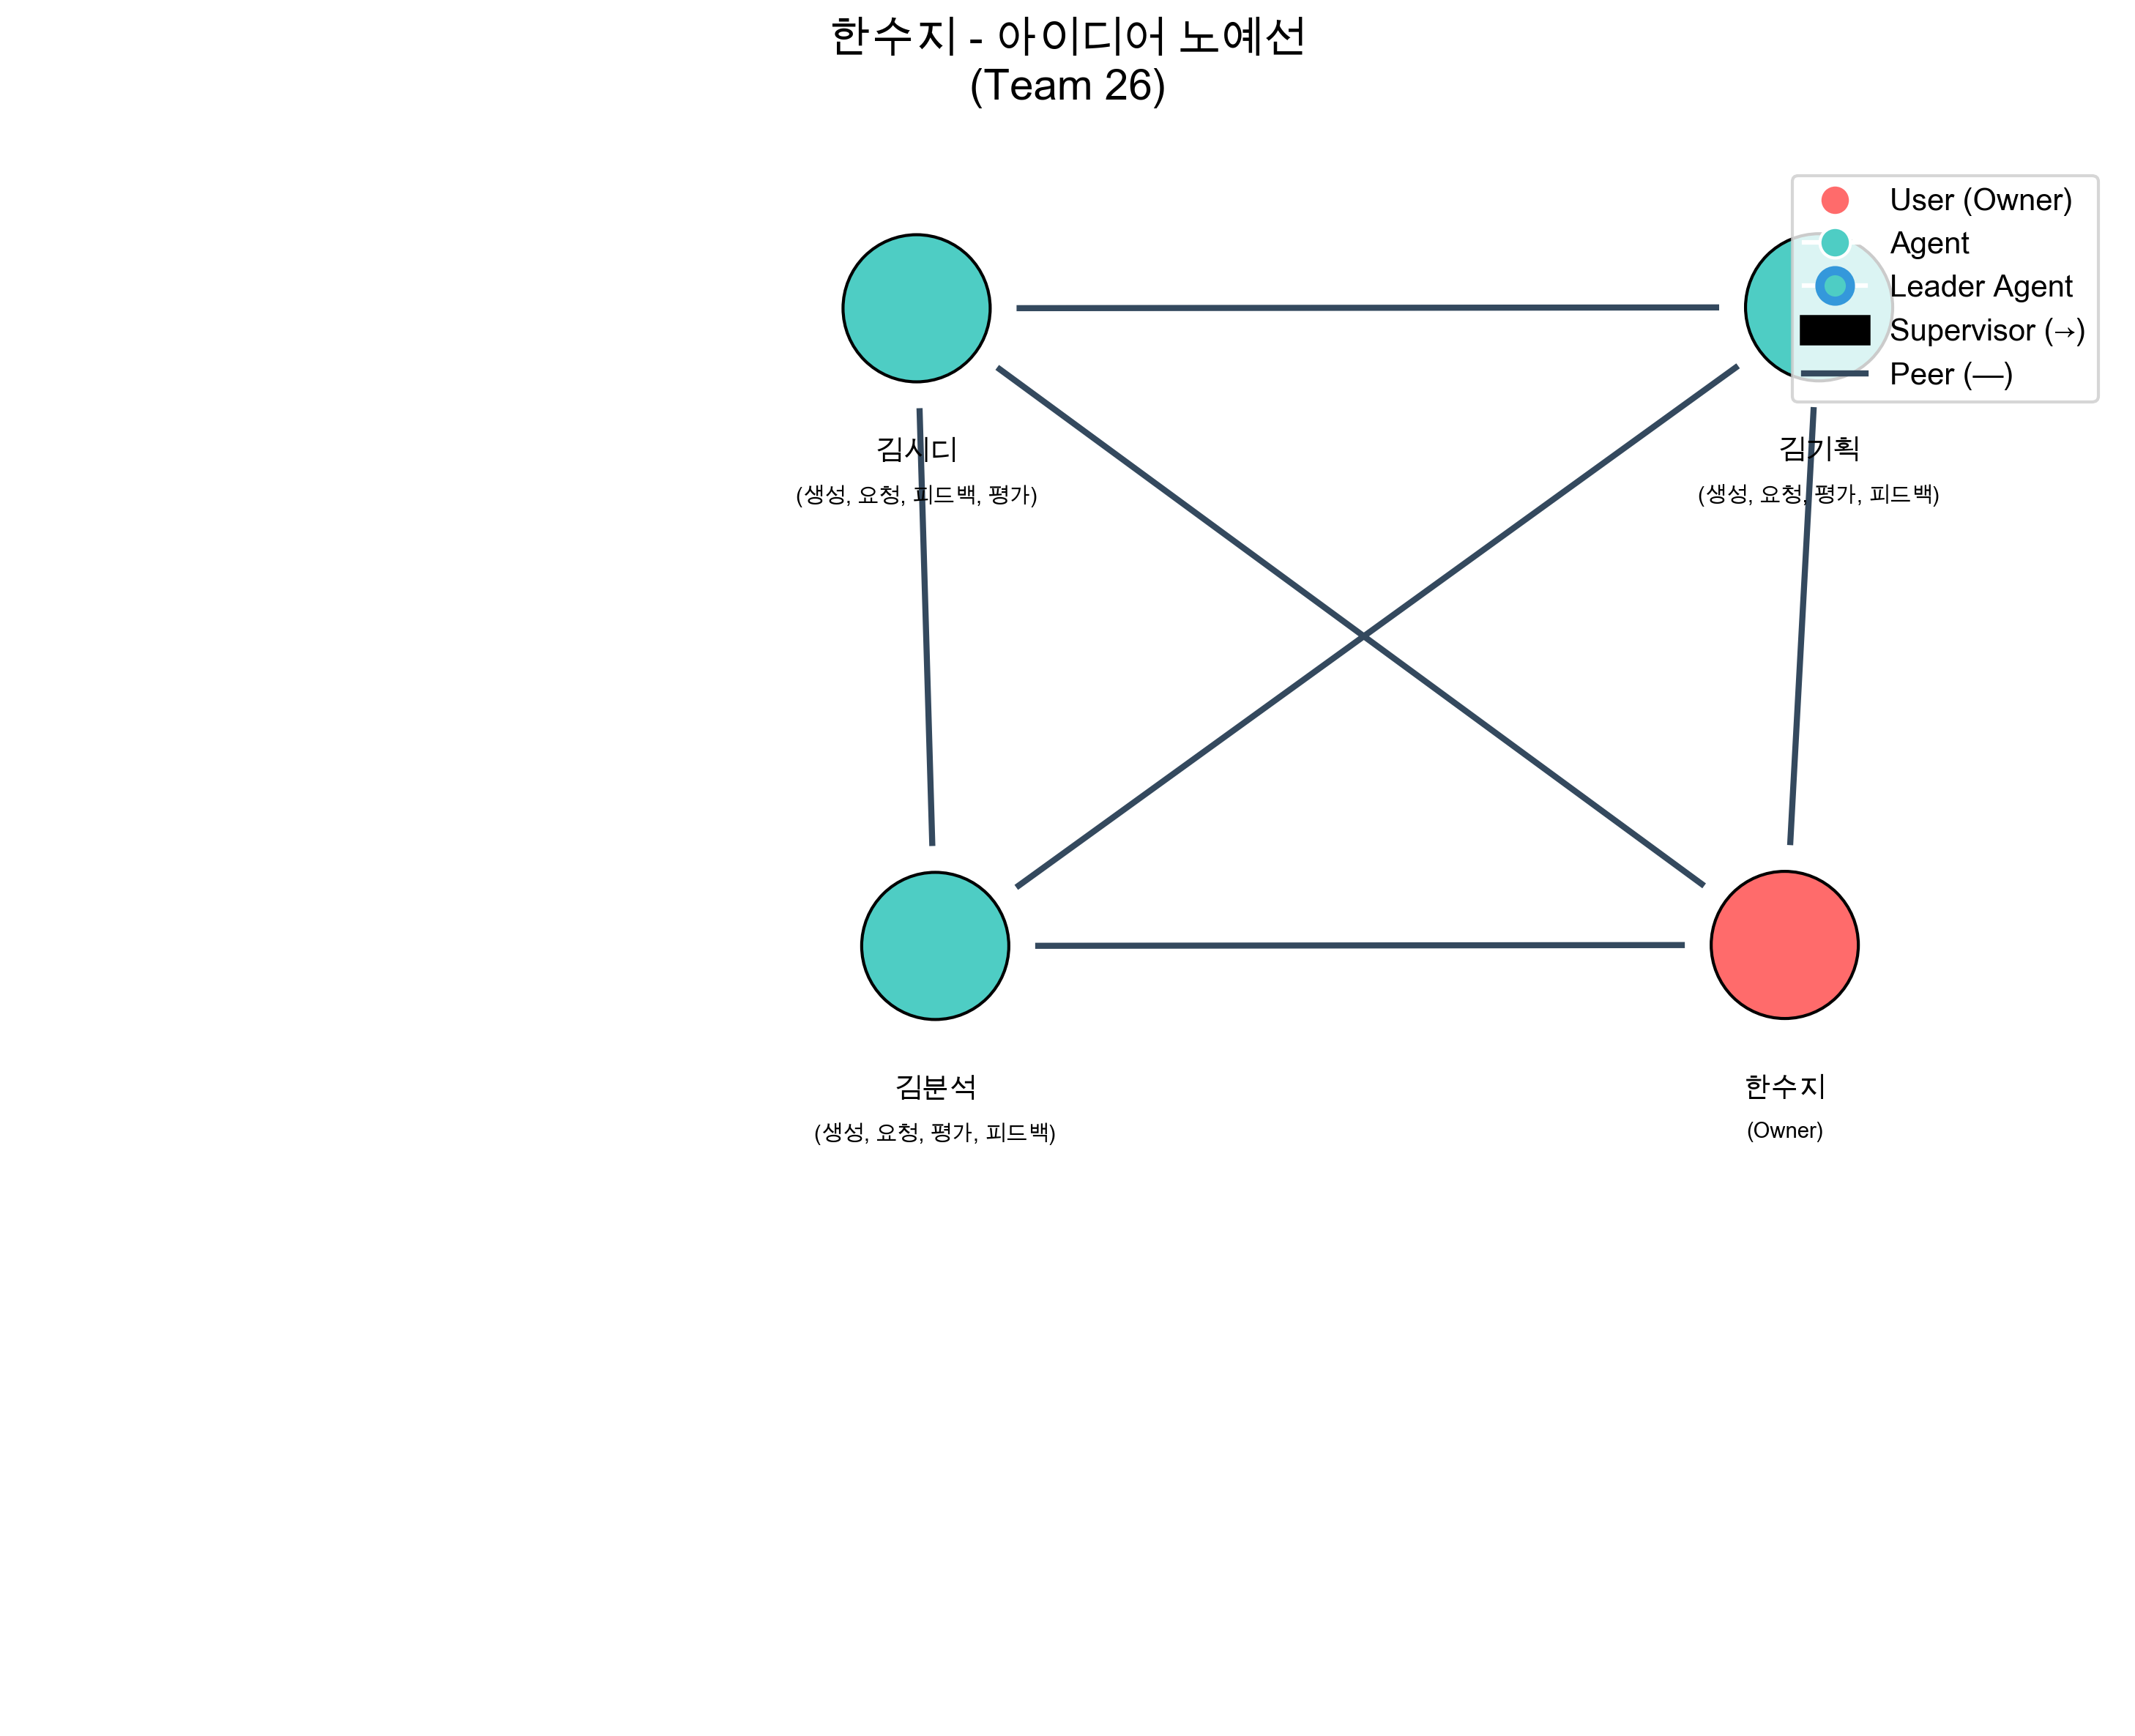 한수지 - 아이디어 노예선
(Team 26)
User (Owner)
Agent
Leader Agent
Supervisor (→)
Peer (—)
김시디
(생성, 요청, 피드백, 평가)
김기획
(생성, 요청, 평가, 피드백)
김분석
(생성, 요청, 평가, 피드백)
한수지
(Owner)